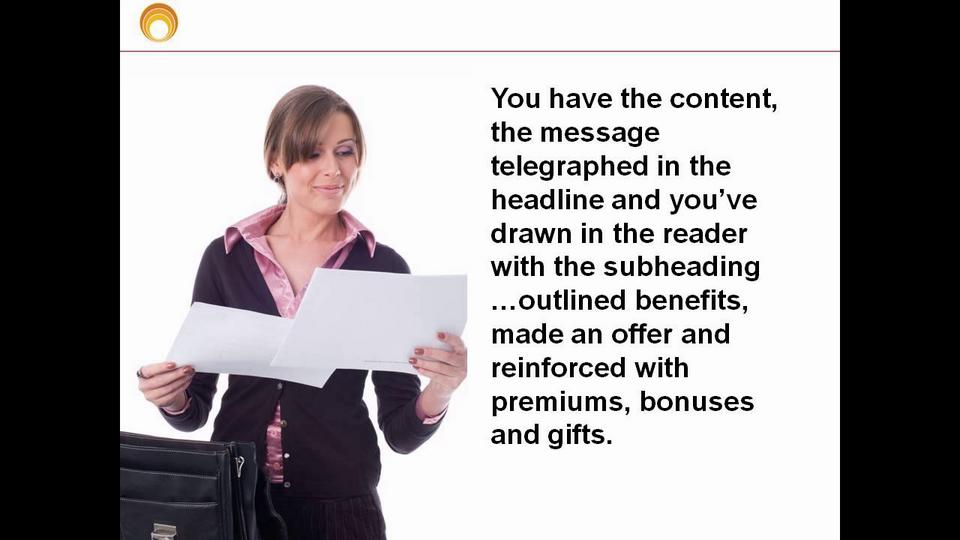 You have the content,
the message
telegraphed in the
headline and you’ve
drawn in the reader
with the subheading
…outlined benefits,
made an offer and
reinforced with
premiums, bonuses
and gifts.